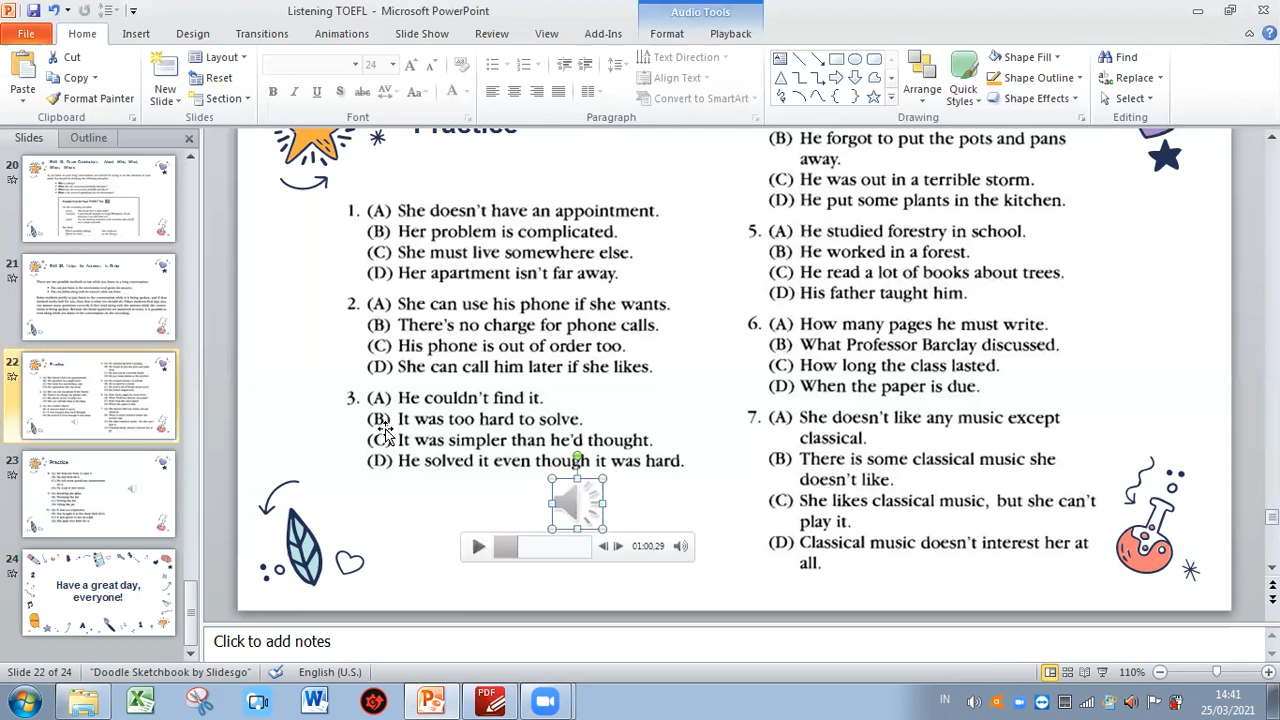 Listening TOEFL - Microsoft PowerPoint
Audio Tools
File
Home
Insert
Design
Transitions
Animations
Slide Show
Review
View
Add-Ins
Format
Playback
Paste
Cut
Copy
Format Painter
Clipboard
New
Slide
Layout
Reset
Section
Slides
24
Font
Text Direction
Align Text
Convert to SmartArt
Paragraph
Arrange
Quick
Styles
Shape Fill
Shape Outline
Shape Effects
Drawing
Find
Replace
Select
Editing
Slides
Outline
20
21
22
Practice
23
Practice
24
Have a great day,
everyone!
Practice
1. (A) She doesn't have an appointment.
(B) Her problem is complicated.
(C) She must live somewhere else.
(D) Her apartment isn't far away.
2. (A) She can use his phone if she wants.
(B) There's no charge for phone calls.
(C) His phone is out of order too.
(D) She can call him later if she likes.
3. (A) He couldn't find it.
(B) It was too hard to solve.
(C) It was simpler than he'd thought.
(D) He solved it even though it was hard.
01:00,29
(B) He forgot to put the pots and pans
away.
(C) He was out in a terrible storm.
(D) He put some plants in the kitchen.
5. (A) He studied forestry in school.
(B) He worked in a forest.
(C) He read a lot of books about trees.
(D) His father taught him.
6. (A) How many pages he must write.
(B) What Professor Barclay discussed.
(C) How long the class lasted.
(D) When the paper is due.
7. (A) She doesn't like any music except
classical.
(B) There is some classical music she
doesn't like.
(C) She likes classical music, but she can't
play it.
(D) Classical music doesn't interest her at
all.
Click to add notes
Slide 22 of 24
"Doodle Sketchbook by Slidesgo"
English (U.S.)
110%
IN
14:41
25/03/2021